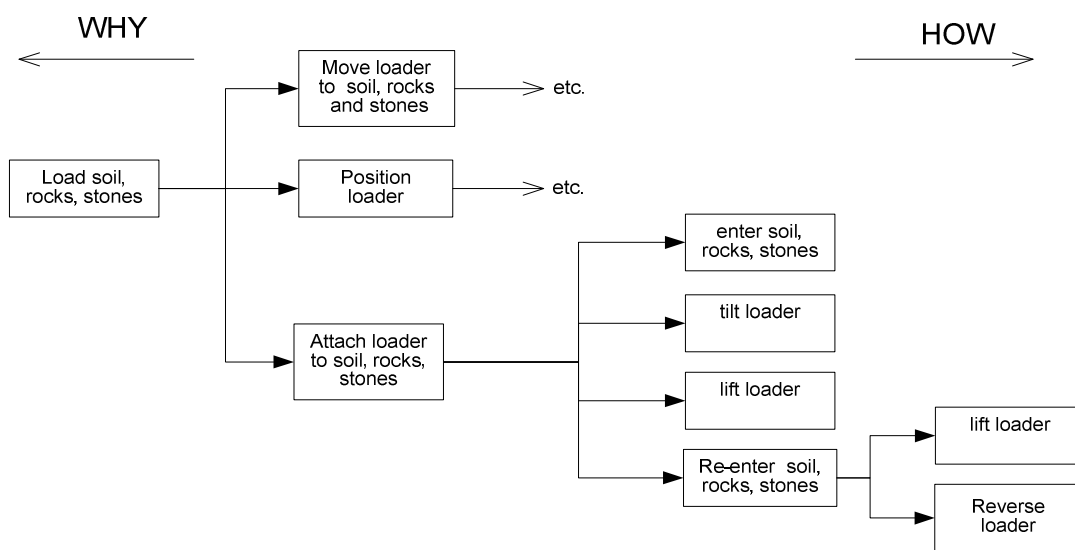 WHY
HOW
Move loader
to soil, rocks
and stones
etc.
Load soil,
rocks, stones
Position
loader
etc.
enter soil,
rocks, stones
tilt loader
Attach loader
to soil, rocks,
stones
lift loader
Re-enter soil,
rocks, stones
lift loader
Reverse
loader